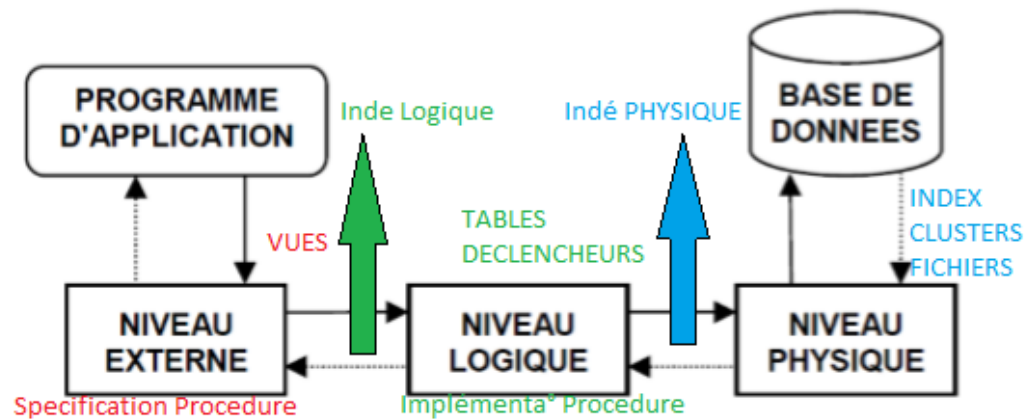 PROGRAMME
D'APPLICATION
Inde Logique
Indé PHYSIQUE
BASE DE
DONNEES
VUES
TABLES
DECLENCHEURS
INDEX
CLUSTERS
FICHIERS
NIVEAU
EXTERNE
NIVEAU
LOGIQUE
NIVEAU
PHYSIQUE
Specification Procedure
Implémenta° Procedure